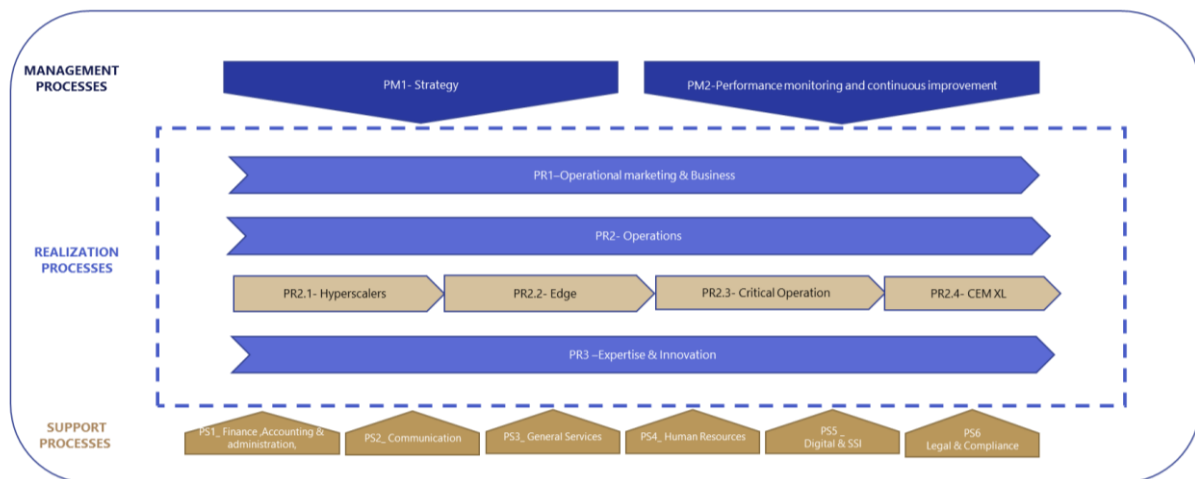 MANAGEMENT
PROCESSES
PM1- Strategy
PM2-Performance monitoring and continuous improvement
PR1–Operational marketing & Business
REALIZATION
PROCESSES
PR2- Operations
PR2.1- Hyperscalers
PR2.2- Edge
PR2.3- Critical Operation
PR2.4- CEM XL
PR3 –Expertise & Innovation
SUPPORT
PROCESSES
PS1_ Finance ,Accounting &
administration,
PS2_ Communication
PS3_ General Services
PS4_ Human Resources
PS5_
Digital & SSI
PS6
Legal & Compliance